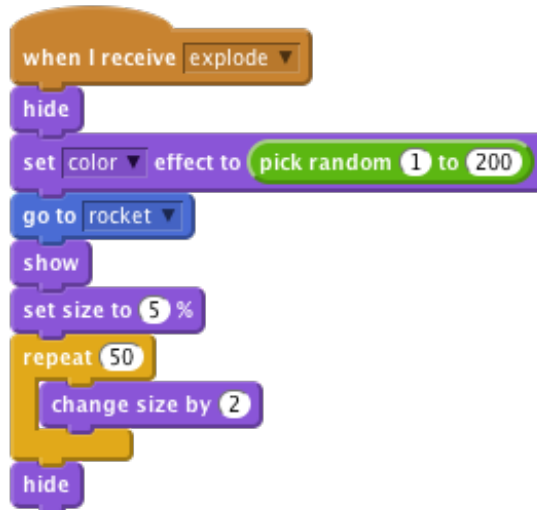 when I receive explode
hide
set color effect to pick random 1 to 200
go to rocket
show
set size to 5 %
repeat 50
change size by 2
hide